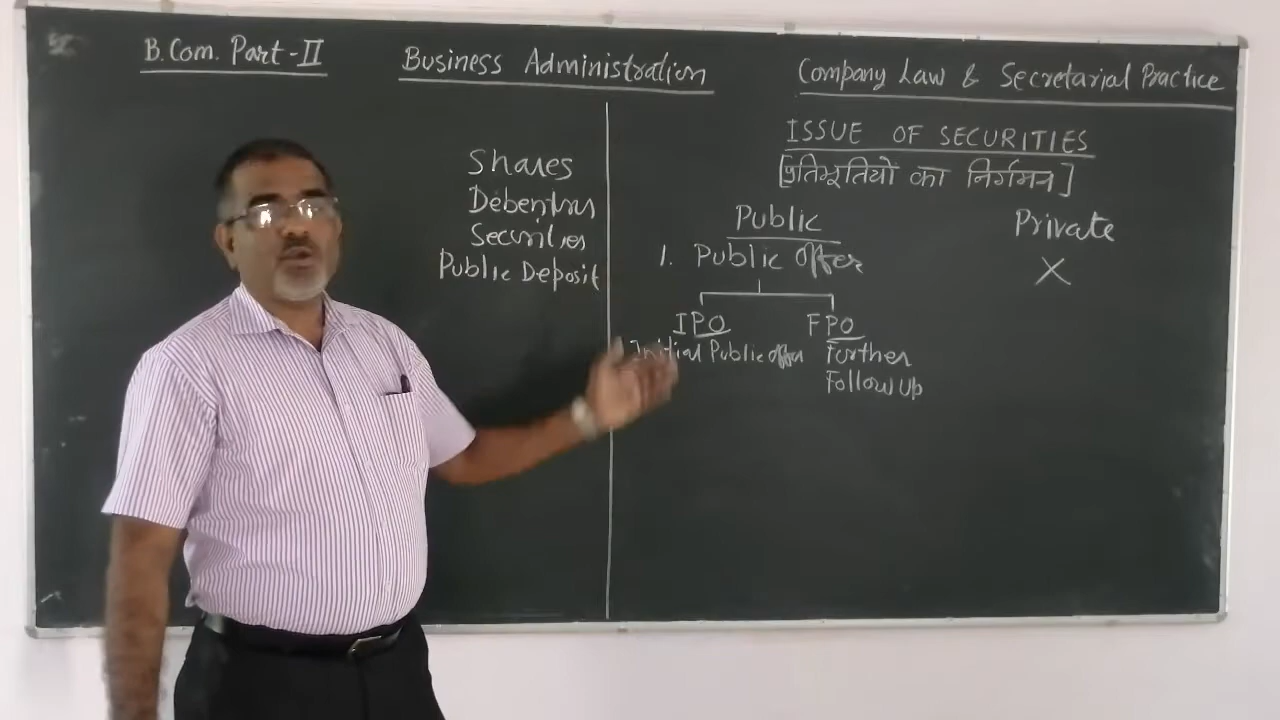 B.Com. Part-II
Business Administration
Company Law & Secretarial Practice
Shares
Debentures
Securities
Public Deposit
ISSUE OF SECURITIES
[प्रतिभूतियों का निर्गमन]
Public
Private
1. Public offer
X
IPO
FPO
Initial Public offer
Further
Follow up